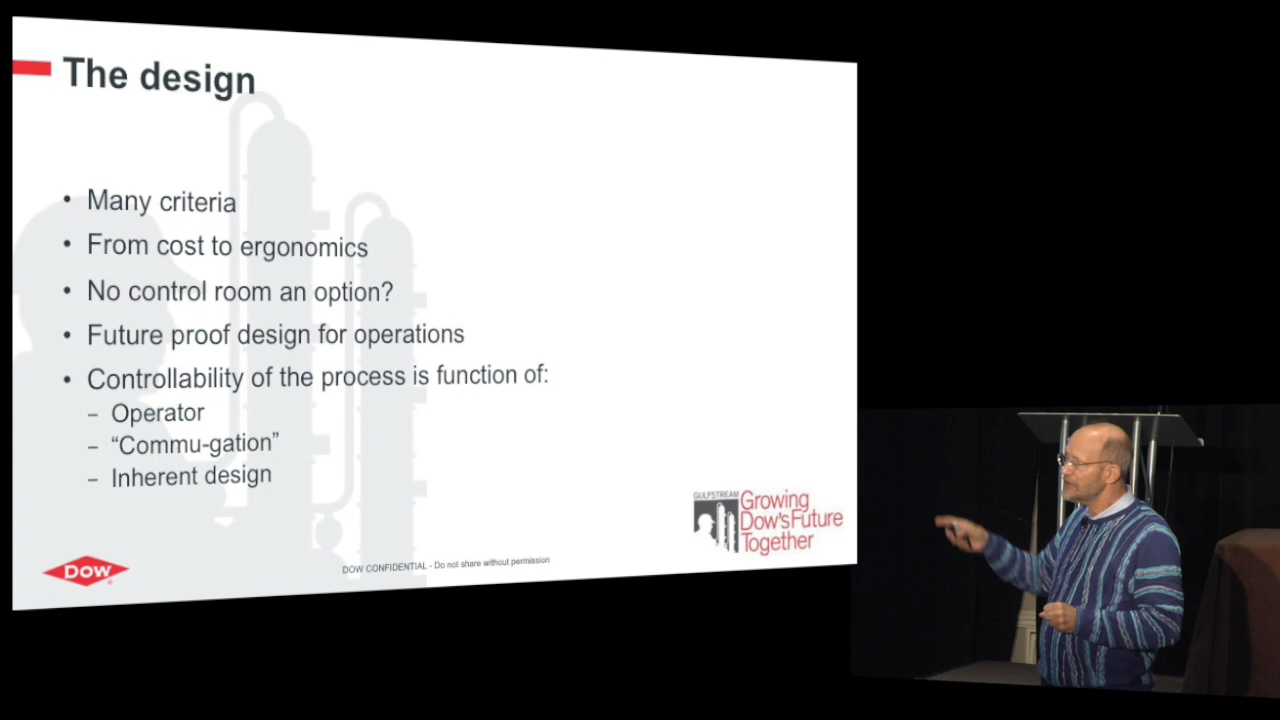 The design
• Many criteria
• From cost to ergonomics
• No control room an option?
• Future proof design for operations
• Controllability of the process is function of:
– Operator
– “Commu-gation”
– Inherent design
GULFSTREAM
Growing
Dow's Future
Together
DOW
DOW CONFIDENTIAL - Do not share without permission